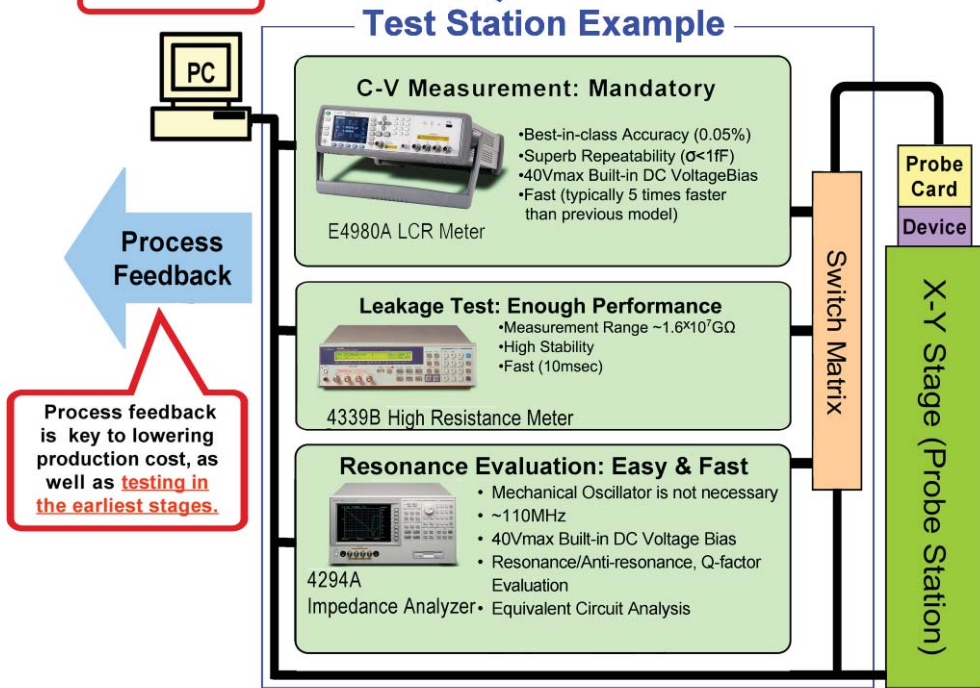 Test Station Example
PC
C-V Measurement: Mandatory
•Best-in-class Accuracy (0.05%)
•Superb Repeatability (σ<1fF)
•40Vmax Built-in DC VoltageBias
•Fast (typically 5 times faster
than previous model)
E4980A LCR Meter
Process
Feedback
Leakage Test: Enough Performance
•Measurement Range ~1.6x10⁷GΩ
•High Stability
•Fast (10msec)
4339B High Resistance Meter
Process feedback
is key to lowering
production cost, as
well as testing in
the earliest stages.
Resonance Evaluation: Easy & Fast
• Mechanical Oscillator is not necessary
• ~110MHz
• 40Vmax Built-in DC Voltage Bias
• Resonance/Anti-resonance, Q-factor
Evaluation
• Equivalent Circuit Analysis
4294A
Impedance Analyzer
Switch Matrix
Probe
Card
Device
X-Y Stage (Probe Station)